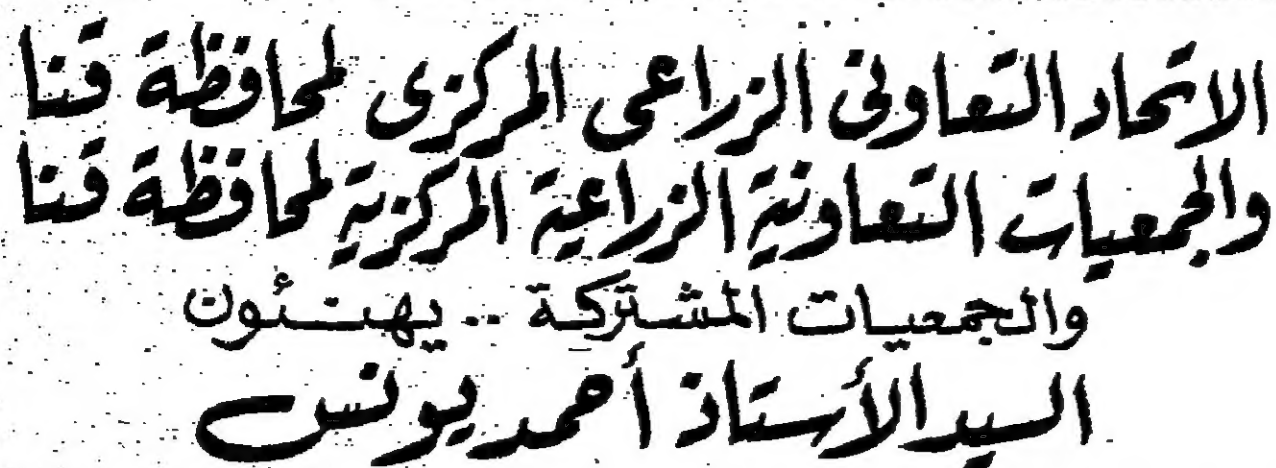 الاتحاد التعاونى الزراعى المركزى لمحافظة قنا
والجمعيات التعاونية الزراعية المركزية لمحافظة قنا
والجمعيات المشتركة .. يهنئون
السيد الأستاذ أحمد يونس